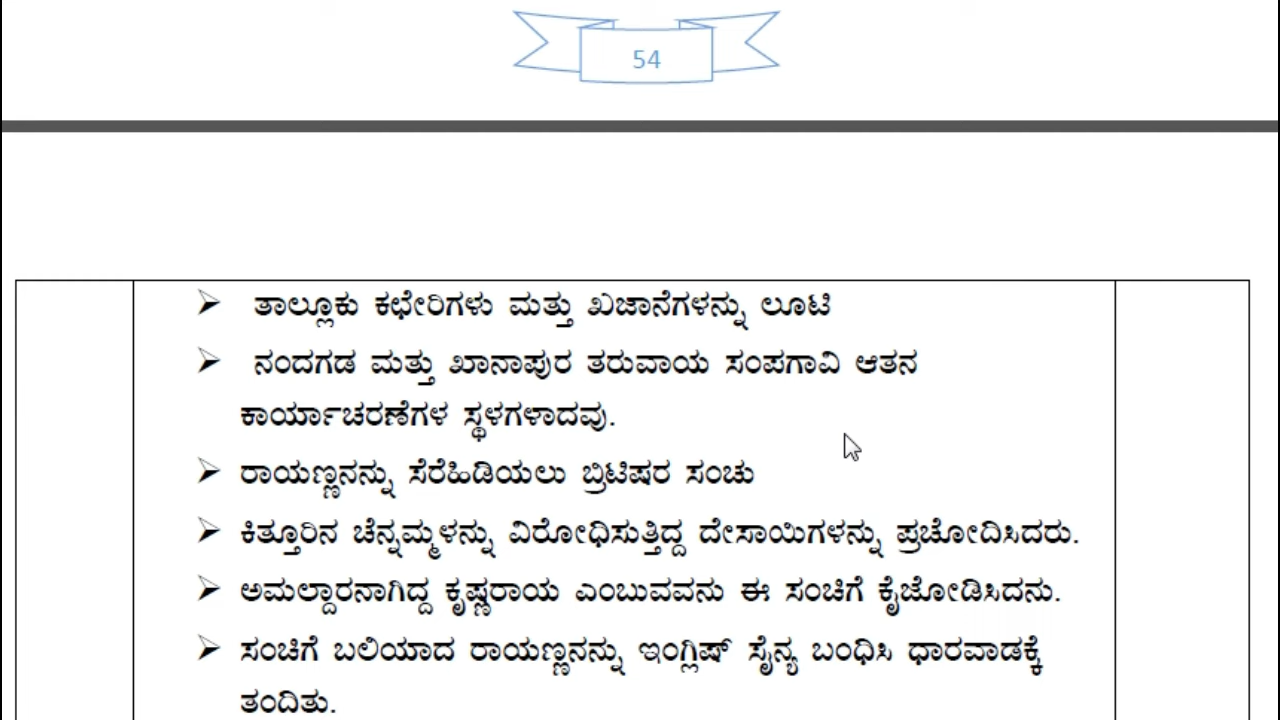 54
➢ ತಾಲ್ಲೂಕು ಕಛೇರಿಗಳು ಮತ್ತು ಖಜಾನೆಗಳನ್ನು ಲೂಟಿ
➢ ನಂದಗಡ ಮತ್ತು ಖಾನಾಪುರ ತರುವಾಯ ಸಂಪಗಾವಿ ಆತನ
ಕಾರ್ಯಾಚರಣೆಗಳ ಸ್ಥಳಗಳಾದವು.
➢ ರಾಯಣ್ಣನನ್ನು ಸೆರೆಹಿಡಿಯಲು ಬ್ರಿಟಿಷರ ಸಂಚು
➢ ಕಿತ್ತೂರಿನ ಚೆನ್ನಮ್ಮಳನ್ನು ವಿರೋಧಿಸುತ್ತಿದ್ದ ದೇಸಾಯಿಗಳನ್ನು ಪ್ರಚೋದಿಸಿದರು.
➢ ಅಮಲ್ದಾರನಾಗಿದ್ದ ಕೃಷ್ಣರಾಯ ಎಂಬುವವನು ಈ ಸಂಚಿಗೆ ಕೈಜೋಡಿಸಿದನು.
➢ ಸಂಚಿಗೆ ಬಲಿಯಾದ ರಾಯಣ್ಣನನ್ನು ಇಂಗ್ಲಿಷ್ ಸೈನ್ಯ ಬಂಧಿಸಿ ಧಾರವಾಡಕ್ಕೆ
ತಂದಿತು.